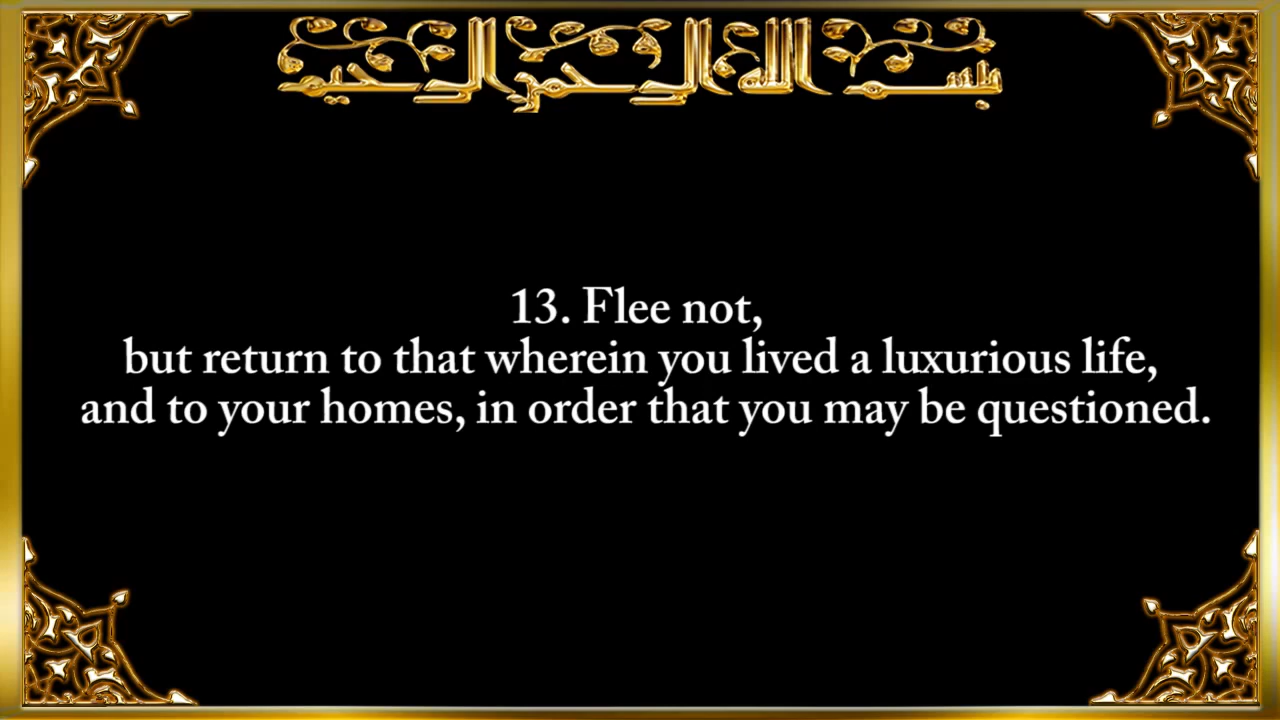 بسم الله الرحمن الرحيم
13. Flee not,
but return to that wherein you lived a luxurious life,
and to your homes, in order that you may be questioned.